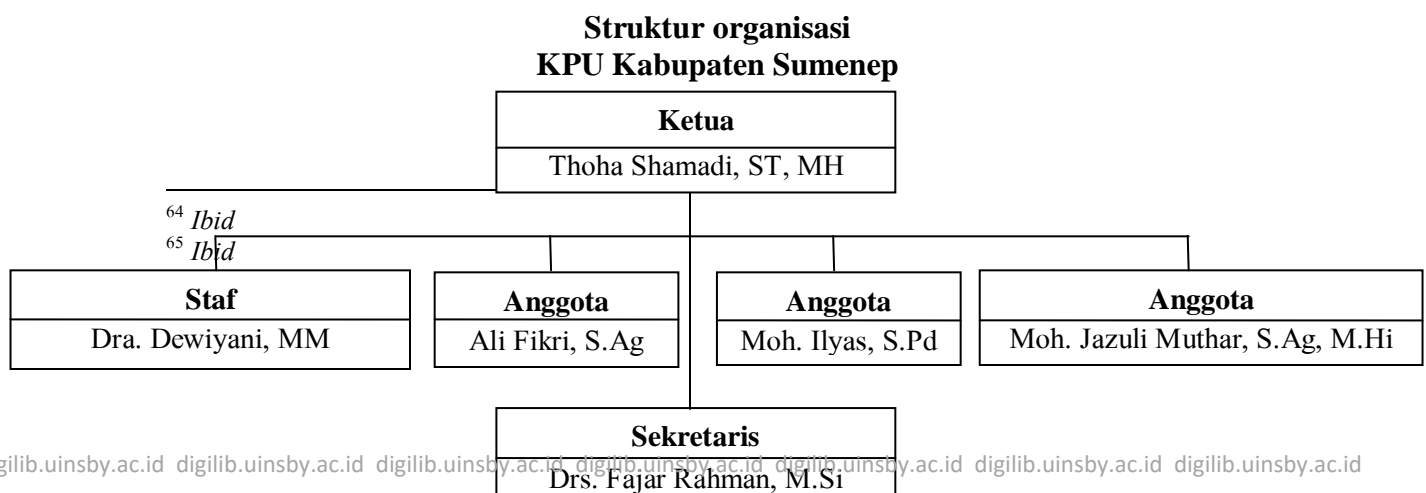 Struktur organisasi
KPU Kabupaten Sumenep
Ketua
Thoha Shamadi, ST, MH
64 Ibid
65 Ibid
Staf
Dra. Dewiyani, MM
Anggota
Ali Fikri, S.Ag
Anggota
Moh. Ilyas, S.Pd
Anggota
Moh. Jazuli Muthar, S.Ag, M.Hi
Sekretaris
gilib.uinsby.ac.id digilib.uinsby.ac.id digilib.uinsby.ac.id digilib.uinsby.ac.id digilib.uinsby.ac.id digilib.uinsby.ac.id digilib.uinsby.ac.id
Drs. Fajar Rahman, M.Si